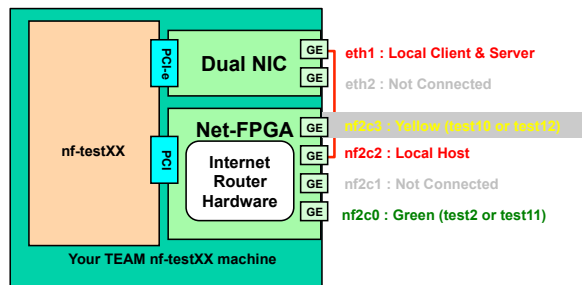 PCI-e
Dual NIC
GE
GE
eth1 : Local Client & Server
eth2 : Not Connected
nf-testXX
PCI
Net-FPGA
Internet
Router
Hardware
GE
GE
GE
GE
nf2c3 : Yellow (test10 or test12)
nf2c2 : Local Host
nf2c1 : Not Connected
nf2c0 : Green (test2 or test11)
Your TEAM nf-testXX machine